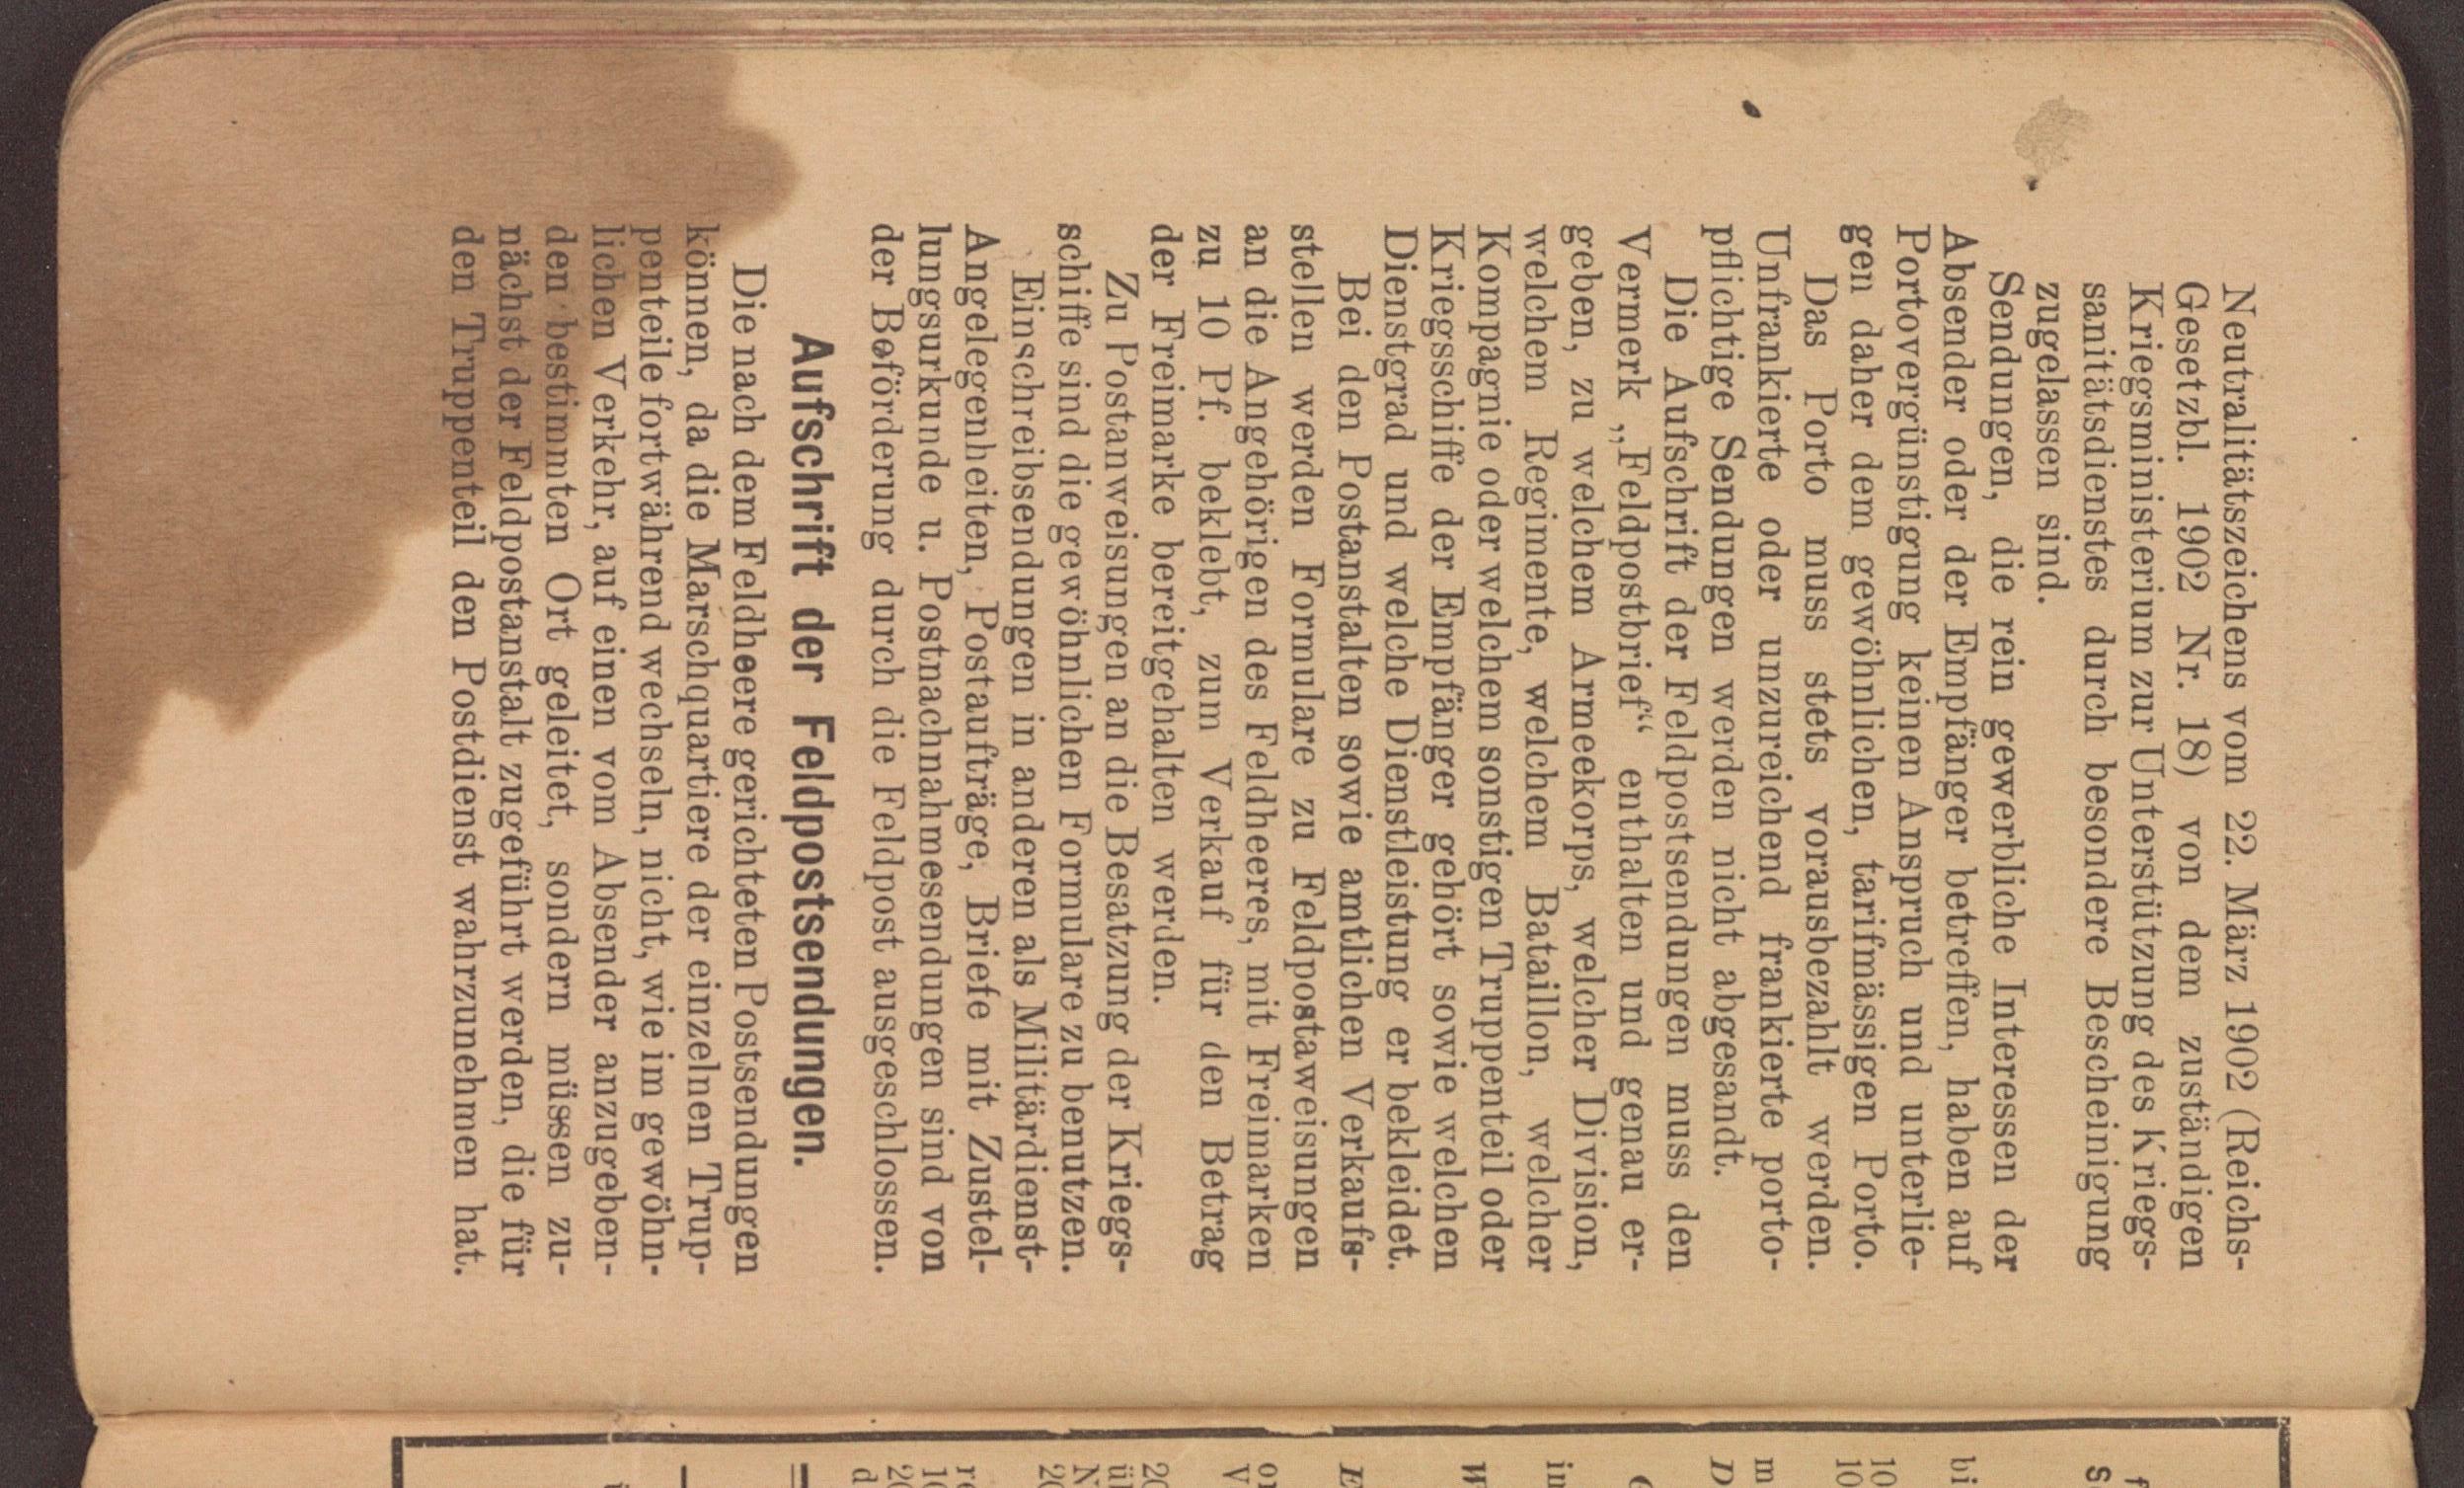 Neutralitätszeichens vom 22. März 1902 (Reichs-
Gesetzbl. 1902 Nr. 18) von dem zuständigen
Kriegsministerium zur Unterstützung des Kriegs-
sanitätsdienstes durch besondere Bescheinigung
zugelassen sind.
Sendungen, die rein gewerbliche Interessen der
Absender oder der Empfänger betreffen, haben auf
Portovergünstigung keinen Anspruch und unterlie-
gen daher dem gewöhnlichen, tarifmässigen Porto.
Das Porto muss stets vorausbezahlt werden.
Unfrankierte oder unzureichend frankierte porto-
pflichtige Sendungen werden nicht abgesandt.
Die Aufschrift der Feldpostsendungen muss den
Vermerk „Feldpostbrief“ enthalten und genau er-
geben, zu welchem Armeekorps, welcher Division,
welchem Regimente, welchem Bataillon, welcher
Kompagnie oder welchem sonstigen Truppenteil oder
Kriegsschiffe der Empfänger gehört sowie welchen
Dienstgrad und welche Dienstleistung er bekleidet.
Bei den Postanstalten sowie amtlichen Verkaufs-
stellen werden Formulare zu Feldpostaweisungen
an die Angehörigen des Feldheeres, mit Freimarken
zu 10 Pf. beklebt, zum Verkauf für den Betrag
der Freimarke bereitgehalten werden.
Zu Postanweisungen an die Besatzung der Kriegs-
schiffe sind die gewöhnlichen Formulare zu benutzen.
Einschreibsendungen in anderen als Militärdienst-
Angelegenheiten, Postaufträge, Briefe mit Zustel-
lungsurkunde u. Postnachnahmesendungen sind von
der Beförderung durch die Feldpost ausgeschlossen.
Aufschrift der Feldpostsendungen.
Die nach dem Feldheere gerichteten Postsendungen
können, da die Marschquartiere der einzelnen Trup-
penteile fortwährend wechseln, nicht, wie im gewöhn-
lichen Verkehr, auf einen vom Absender anzugeben-
den bestimmten Ort geleitet, sondern müssen zu-
nächst der Feldpostanstalt zugeführt werden, die für
den Truppenteil den Postdienst wahrzunehmen hat.